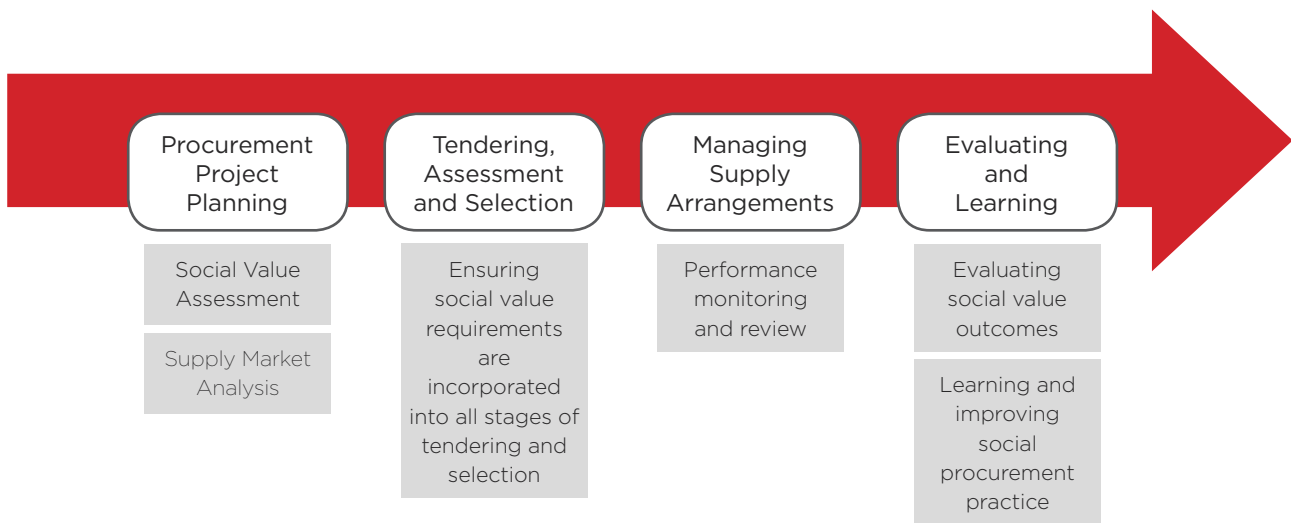 Procurement
Project
Planning
Social Value
Assessment
Supply Market
Analysis
Tendering,
Assessment
and Selection
Ensuring
social value
requirements
are
incorporated
into all stages of
tendering and
selection
Managing
Supply
Arrangements
Performance
monitoring
and review
Evaluating
and
Learning
Evaluating
social value
outcomes
Learning and
improving
social
procurement
practice